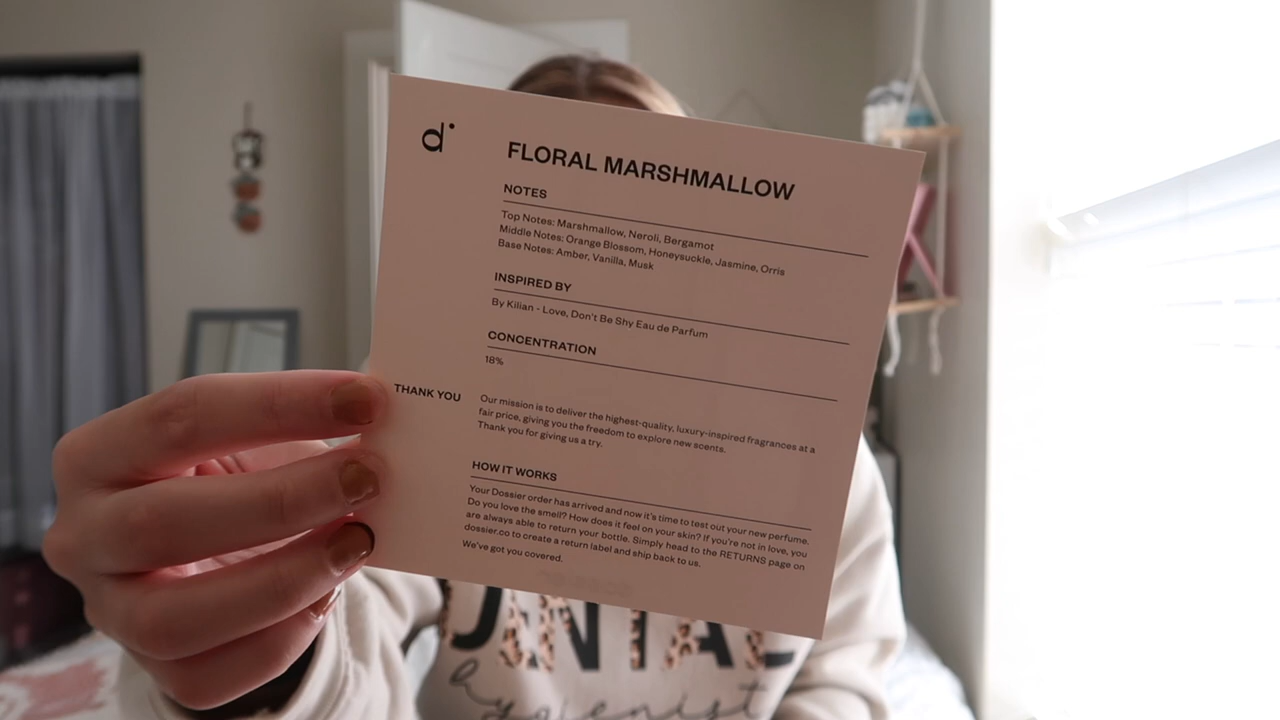 d
FLORAL MARSHMALLOW
NOTES
Top Notes: Marshmallow, Neroli, Bergamot
Middle Notes: Orange Blossom, Honeysuckle, Jasmine, Orris
Base Notes: Amber, Vanilla, Musk
INSPIRED BY
By Kilian - Love, Don't Be Shy Eau de Parfum
CONCENTRATION
18%
THANK YOU
Our mission is to deliver the highest-quality, luxury-inspired fragrances at a
fair price, giving you the freedom to explore new scents.
Thank you for giving us a try.
HOW IT WORKS
Your Dossier order has arrived and now it's time to test out your new perfume.
Do you love the smell? How does it feel on your skin? If you're not in love, you
are always able to return your bottle. Simply head to the RETURNS page on
dossier.co to create a return label and ship back to us.
We've got you covered.
DENTAL
hygienist